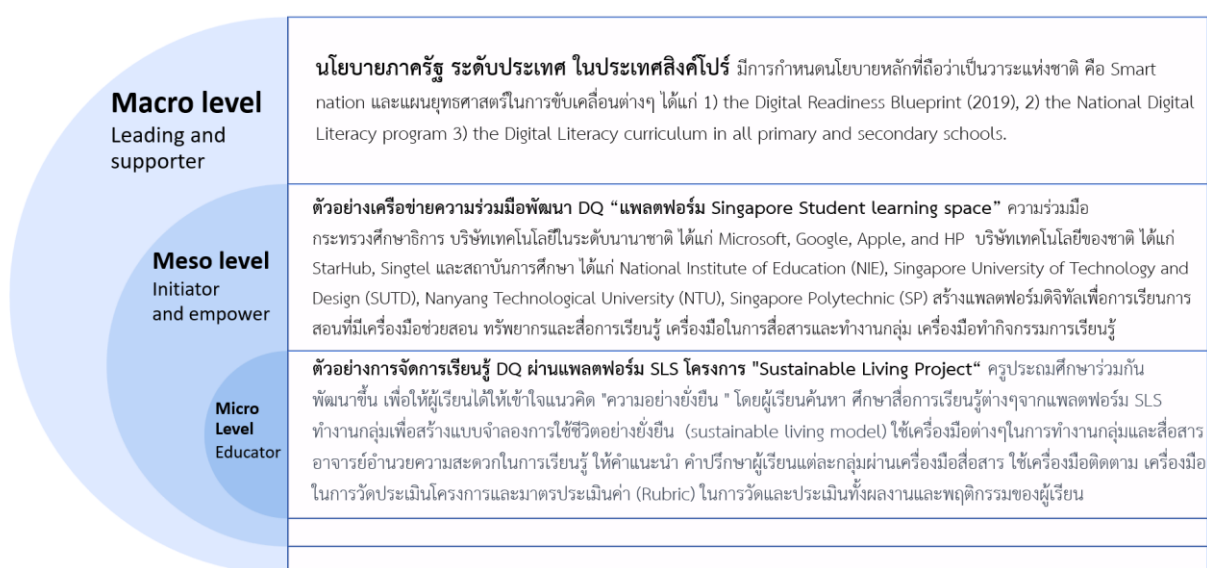 Macro level
Leading and
supporter
นโยบายภาครัฐ ระดับประเทศ ในประเทศสิงค์โปร์ มีการกำหนดนโยบายหลักที่ถือว่าเป็นวาระแห่งชาติ คือ Smart
nation และแผนยุทธศาสตร์ในการขับเคลื่อนต่างๆ ได้แก่ 1) the Digital Readiness Blueprint (2019), 2) the National Digital
Literacy program 3) the Digital Literacy curriculum in all primary and secondary schools.
Meso level
Initiator
and empower
ตัวอย่างเครือข่ายความร่วมมือพัฒนา DQ “แพลตฟอร์ม Singapore Student learning space” ความร่วมมือ
กระทรวงศึกษาธิการ บริษัทเทคโนโลยีในระดับนานาชาติ ได้แก่ Microsoft, Google, Apple, and HP บริษัทเทคโนโลยีของชาติ ได้แก่
StarHub, Singtel และสถาบันการศึกษา ได้แก่ National Institute of Education (NIE), Singapore University of Technology and
Design (SUTD), Nanyang Technological University (NTU), Singapore Polytechnic (SP) สร้างแพลตฟอร์มดิจิทัลเพื่อการเรียนการ
สอนที่มีเครื่องมือช่วยสอน ทรัพยากรและสื่อการเรียนรู้ เครื่องมือในการสื่อสารและทำงานกลุ่ม เครื่องมือทำกิจกรรมการเรียนรู้
Micro
Level
Educator
ตัวอย่างการจัดการเรียนรู้ DQ ผ่านแพลตฟอร์ม SLS โครงการ "Sustainable Living Project“ ครูประถมศึกษาร่วมกัน
พัฒนาขึ้น เพื่อให้ผู้เรียนได้ให้เข้าใจแนวคิด "ความอย่างยั่งยืน " โดยผู้เรียนค้นหา ศึกษาสื่อการเรียนรู้ต่างๆจากแพลตฟอร์ม SLS
ทำงานกลุ่มเพื่อสร้างแบบจำลองการใช้ชีวิตอย่างยั่งยืน (sustainable living model) ใช้เครื่องมือต่างๆในการทำงานกลุ่มและสื่อสาร
อาจารย์อำนวยความสะดวกในการเรียนรู้ ให้คำแนะนำ คำปรึกษาผู้เรียนแต่ละกลุ่มผ่านเครื่องมือสื่อสาร ใช้เครื่องมือติดตาม เครื่องมือ
ในการวัดประเมินโครงการและมาตรประเมินค่า (Rubric) ในการวัดและประเมินทั้งผลงานและพฤติกรรมของผู้เรียน